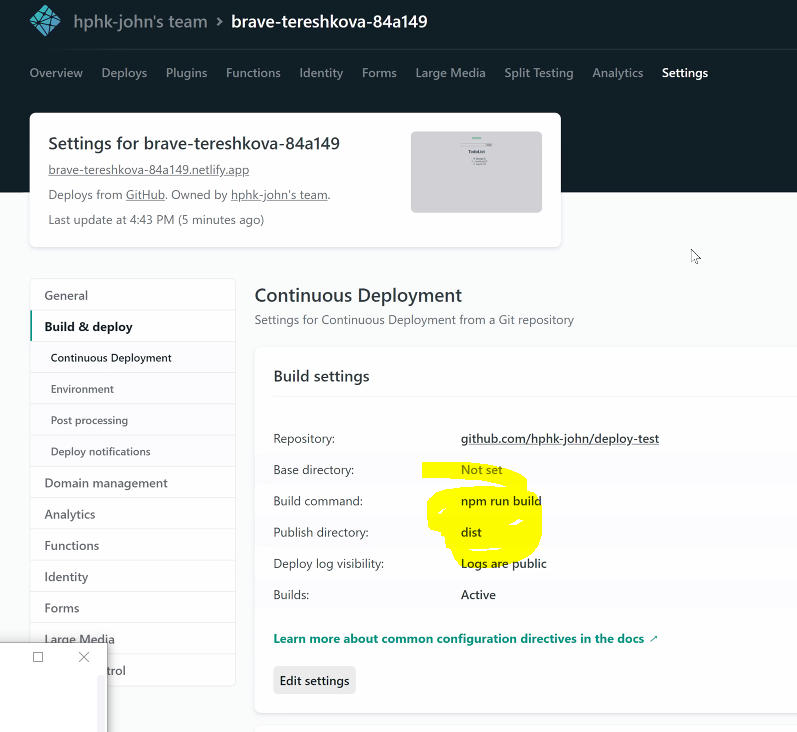 hphk-john's team > brave-tereshkova-84a149
Overview Deploys Plugins Functions Identity Forms Large Media Split Testing Analytics Settings
Settings for brave-tereshkova-84a149
brave-tereshkova-84a149.netlify.app
Deploys from GitHub. Owned by hphk-john's team.
Last update at 4:43 PM (5 minutes ago)
General
Build & deploy
Continuous Deployment
Environment
Post processing
Deploy notifications
Domain management
Analytics
Functions
Identity
Forms
Large Media
trol
Continuous Deployment
Settings for Continuous Deployment from a Git repository
Build settings
Repository: github.com/hphk-john/deploy-test
Base directory: Not set
Build command: npm run build
Publish directory: dist
Deploy log visibility: Logs are public
Builds: Active
Learn more about common configuration directives in the docs ↗
Edit settings